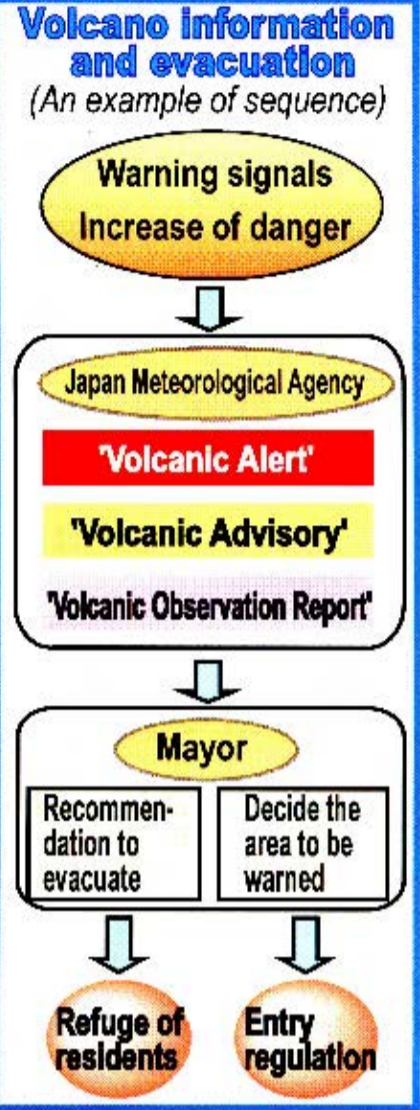 Volcano information
and evacuation
(An example of sequence)
Warning signals
Increase of danger
Japan Meteorological Agency
'Volcanic Alert'
'Volcanic Advisory'
'Volcanic Observation Report'
Mayor
Recommen-
dation to
evacuate
Decide the
area to be
warned
Refuge of
residents
Entry
regulation